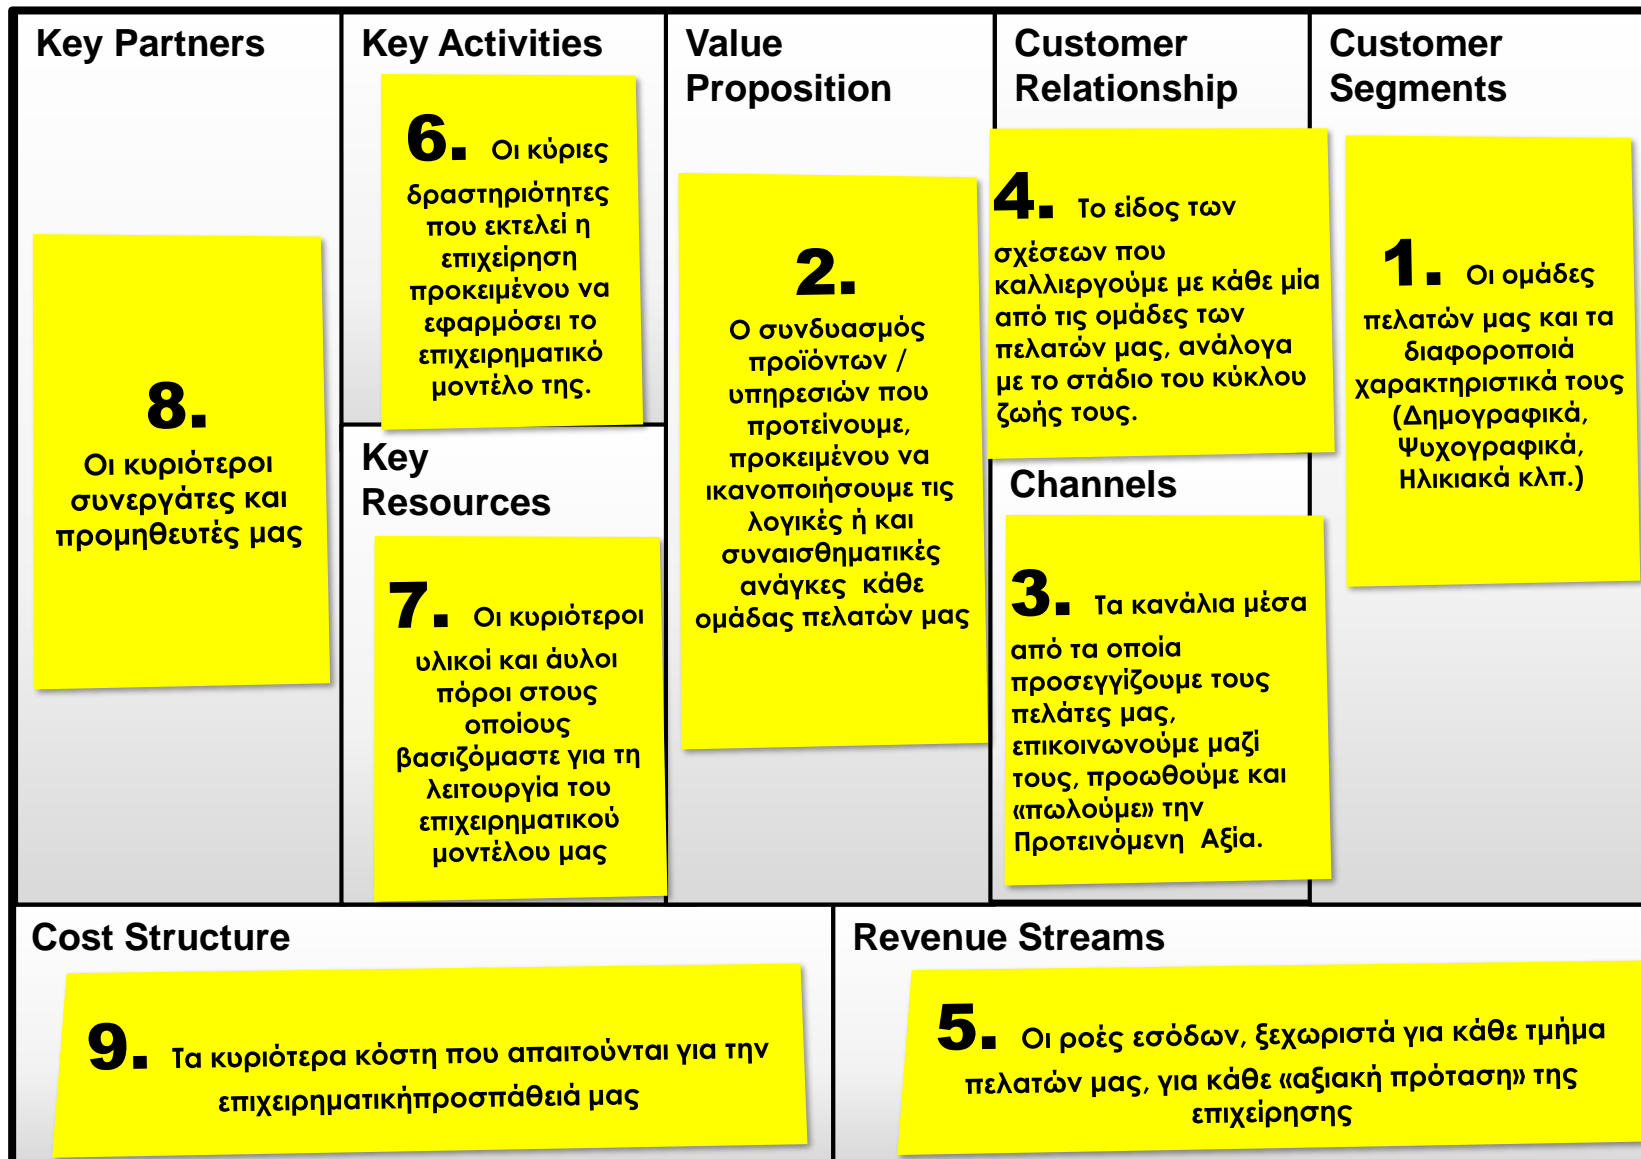 Key Partners
8.
Οι κυριότεροι
συνεργάτες και
προμηθευτές μας
Key Activities
6. Οι κύριες
δραστηριότητες
που εκτελεί η
επιχείρηση
προκειμένου να
εφαρμόσει το
επιχειρηματικό
μοντέλο της.
Key
Resources
7. Οι κυριότεροι
υλικοί και άυλοι
πόροι στους
οποίους
βασιζόμαστε για τη
λειτουργία του
επιχειρηματικού
μοντέλου μας
Value
Proposition
2.
Ο συνδυασμός
προϊόντων /
υπηρεσιών που
προτείνουμε,
προκειμένου να
ικανοποιήσουμε τις
λογικές ή και
συναισθηματικές
ανάγκες κάθε
ομάδας πελατών μας
Customer
Relationship
4. Το είδος των
σχέσεων που
καλλιεργούμε με κάθε μία
από τις ομάδες των
πελατών μας, ανάλογα
με το στάδιο του κύκλου
ζωής τους.
Channels
3. Τα κανάλια μέσα
από τα οποία
προσεγγίζουμε τους
πελάτες μας,
επικοινωνούμε μαζί
τους, προωθούμε και
«πωλούμε» την
Προτεινόμενη Αξία.
Customer
Segments
1. Οι ομάδες
πελατών μας και τα
διαφοροποιά
χαρακτηριστικά τους
(Δημογραφικά,
Ψυχογραφικά,
Ηλικιακά κλπ.)
Cost Structure
9. Τα κυριότερα κόστη που απαιτούνται για την
επιχειρηματικήπροσπάθειά μας
Revenue Streams
5. Οι ροές εσόδων, ξεχωριστά για κάθε τμήμα
πελατών μας, για κάθε «αξιακή πρόταση» της
επιχείρησης